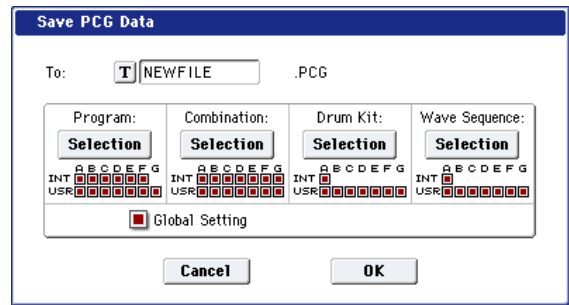 Save PCG Data
To: T NEWFILE .PCG
Program: Combination: Drum Kit: Wave Sequence:
Selection Selection Selection Selection
A B C D E F G A B C D E F G A B C D E F G A B C D E F G
INT INT INT INT
USR USR USR USR
Global Setting
Cancel OK